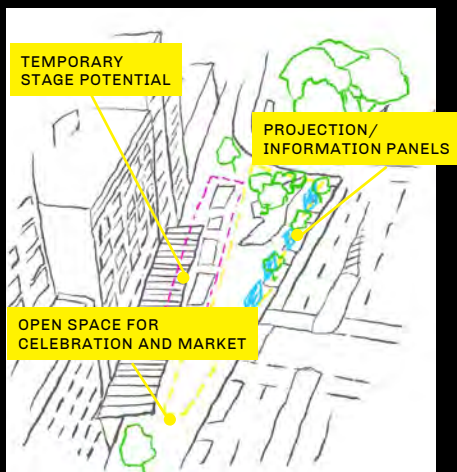 TEMPORARY
STAGE POTENTIAL
PROJECTION/
INFORMATION PANELS
OPEN SPACE FOR
CELEBRATION AND MARKET